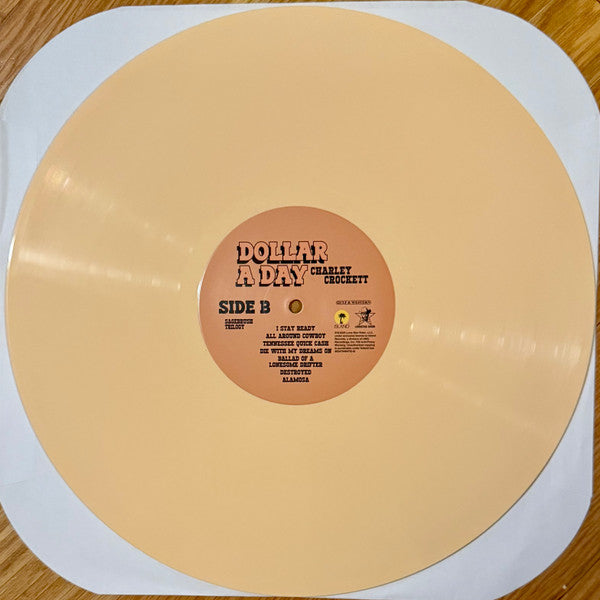 DOLLAR
A DAY
CHARLEY
CROCKETT
SIDE B
SAGEBRUSH
TRILOGY
ISLAND
I STAY READY
ALL AROUND COWBOY
TENNESSEE QUICK CASH
DIE WITH MY DREAMS ON
BALLAD OF A
LONESOME DRIFTER
DESTROYED
ALAMOSA